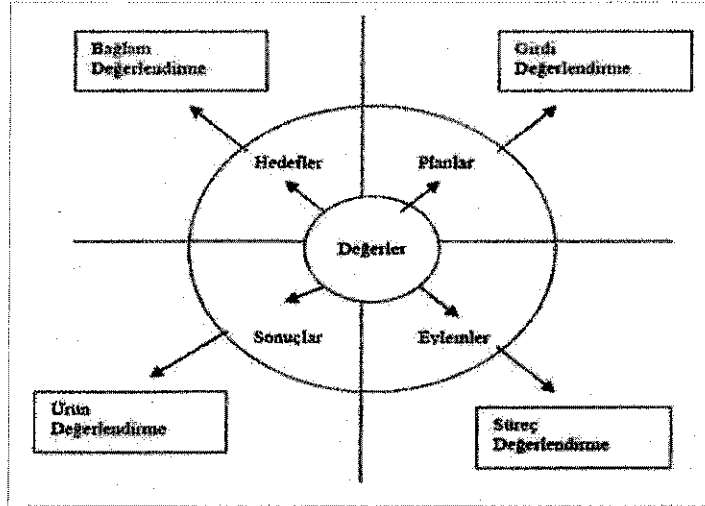 Bağlam
Değerlendirme
Girdi
Değerlendirme
Hedefler
Planlar
Değerler
Sonuçlar
Eylemler
Ürün
Değerlendirme
Süreç
Değerlendirme